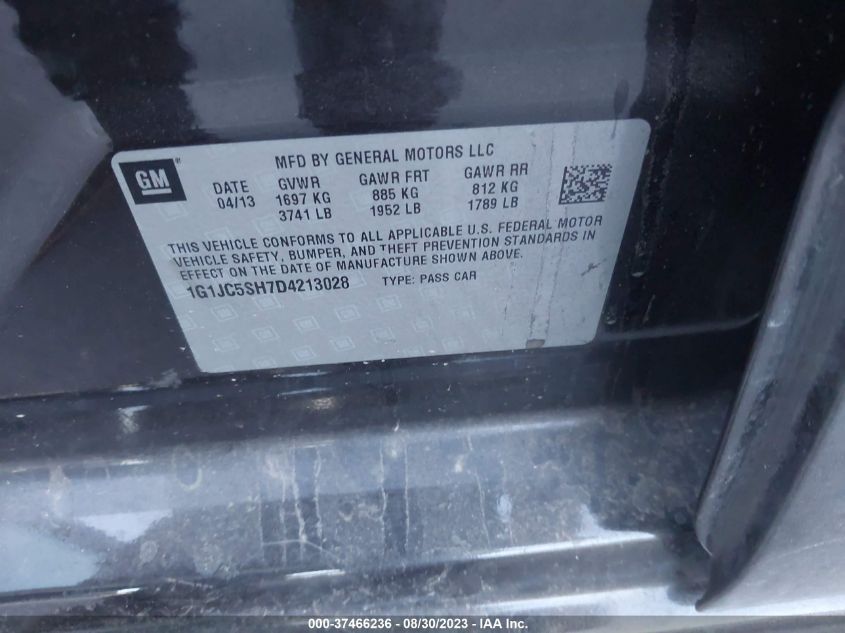 GM
MFD BY GENERAL MOTORS LLC
DATE GVWR GAWR FRT GAWR RR
04/13 1697 KG 885 KG 812 KG
3741 LB 1952 LB 1789 LB
THIS VEHICLE CONFORMS TO ALL APPLICABLE U.S. FEDERAL MOTOR
VEHICLE SAFETY, BUMPER, AND THEFT PREVENTION STANDARDS IN
EFFECT ON THE DATE OF MANUFACTURE SHOWN ABOVE.
1G1JC5SH7D4213028 TYPE: PASS CAR
000-37466236 - 08/30/2023 - IAA Inc.